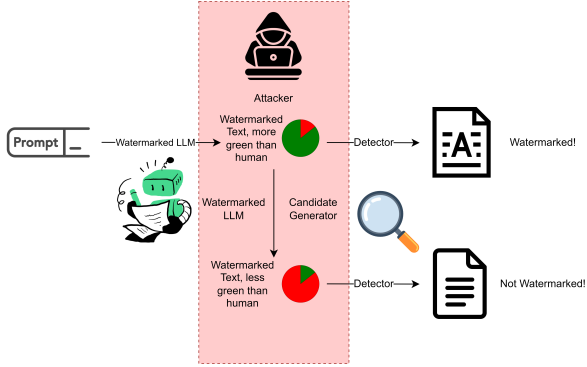 Attacker
Prompt _
Watermarked LLM
Watermarked
Text, more
green than
human
Detector
A
Watermarked!
Watermarked
LLM
Candidate
Generator
Watermarked
Text, less
green than
human
Detector
Not Watermarked!